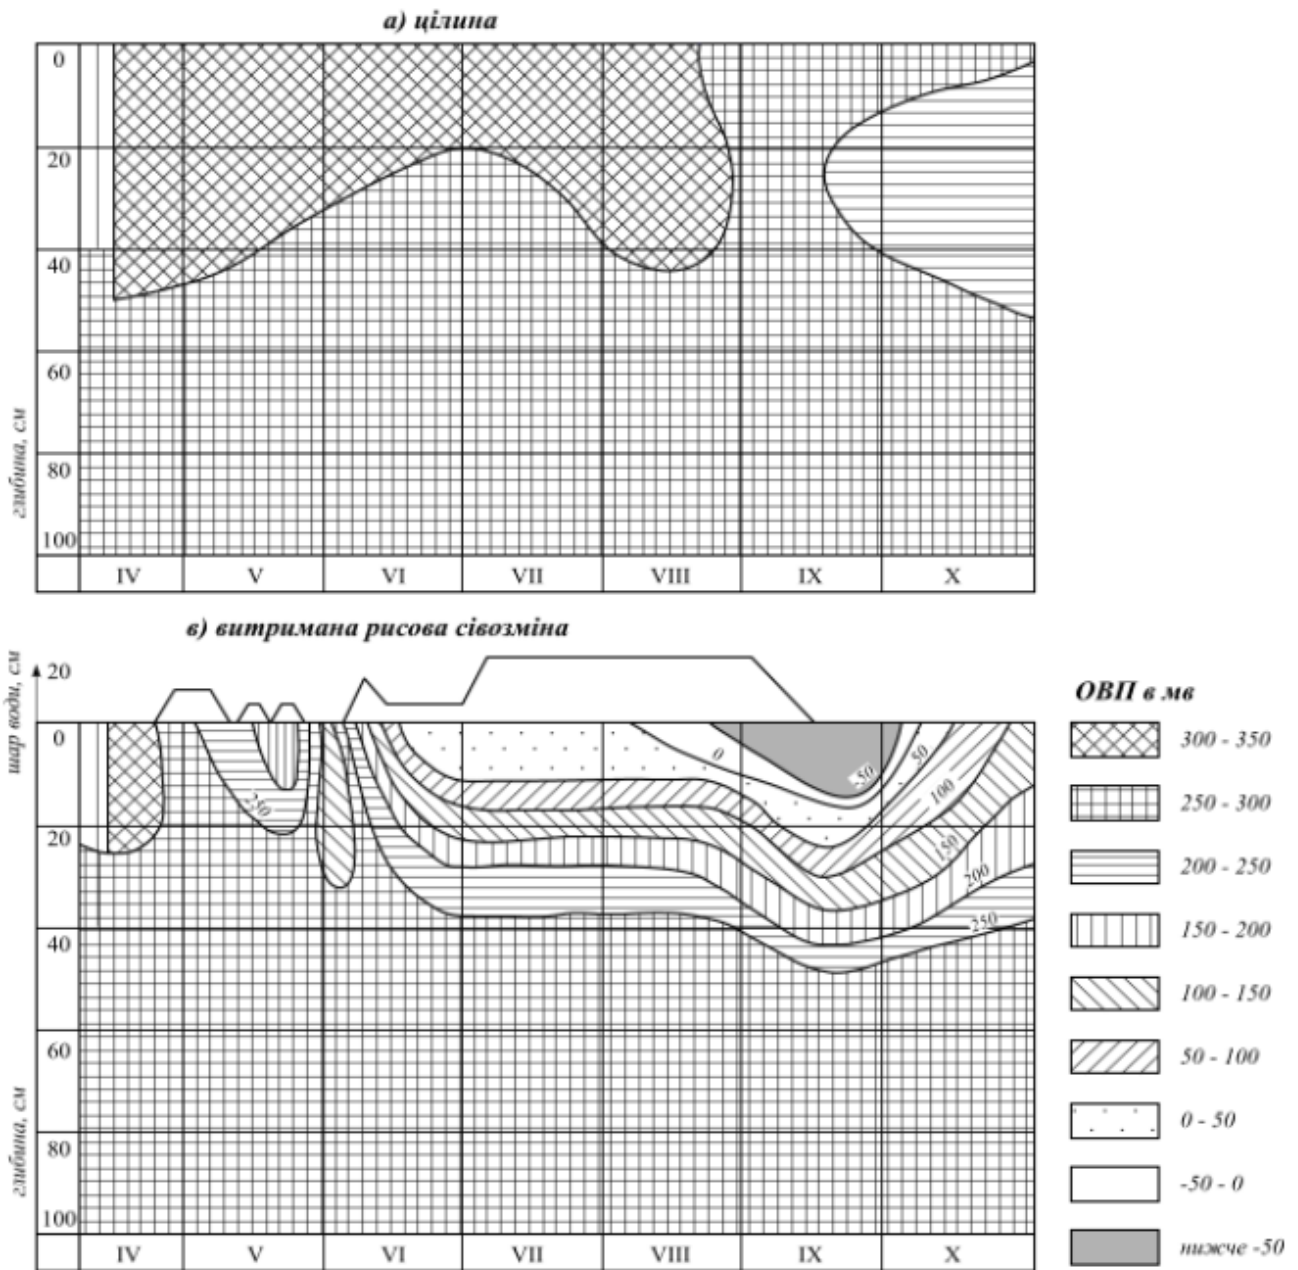 а) цілина
0
20
40
60
80
100
глибина, см
IV V VI VII VIII IX X
в) витримана рисова сівозміна
шар води, см
20
0
20
40
60
80
100
глибина, см
250
0
-50
50
100
150
200
250
IV V VI VII VIII IX X
ОВП в мв
300 - 350
250 - 300
200 - 250
150 - 200
100 - 150
50 - 100
0 - 50
-50 - 0
нижче -50